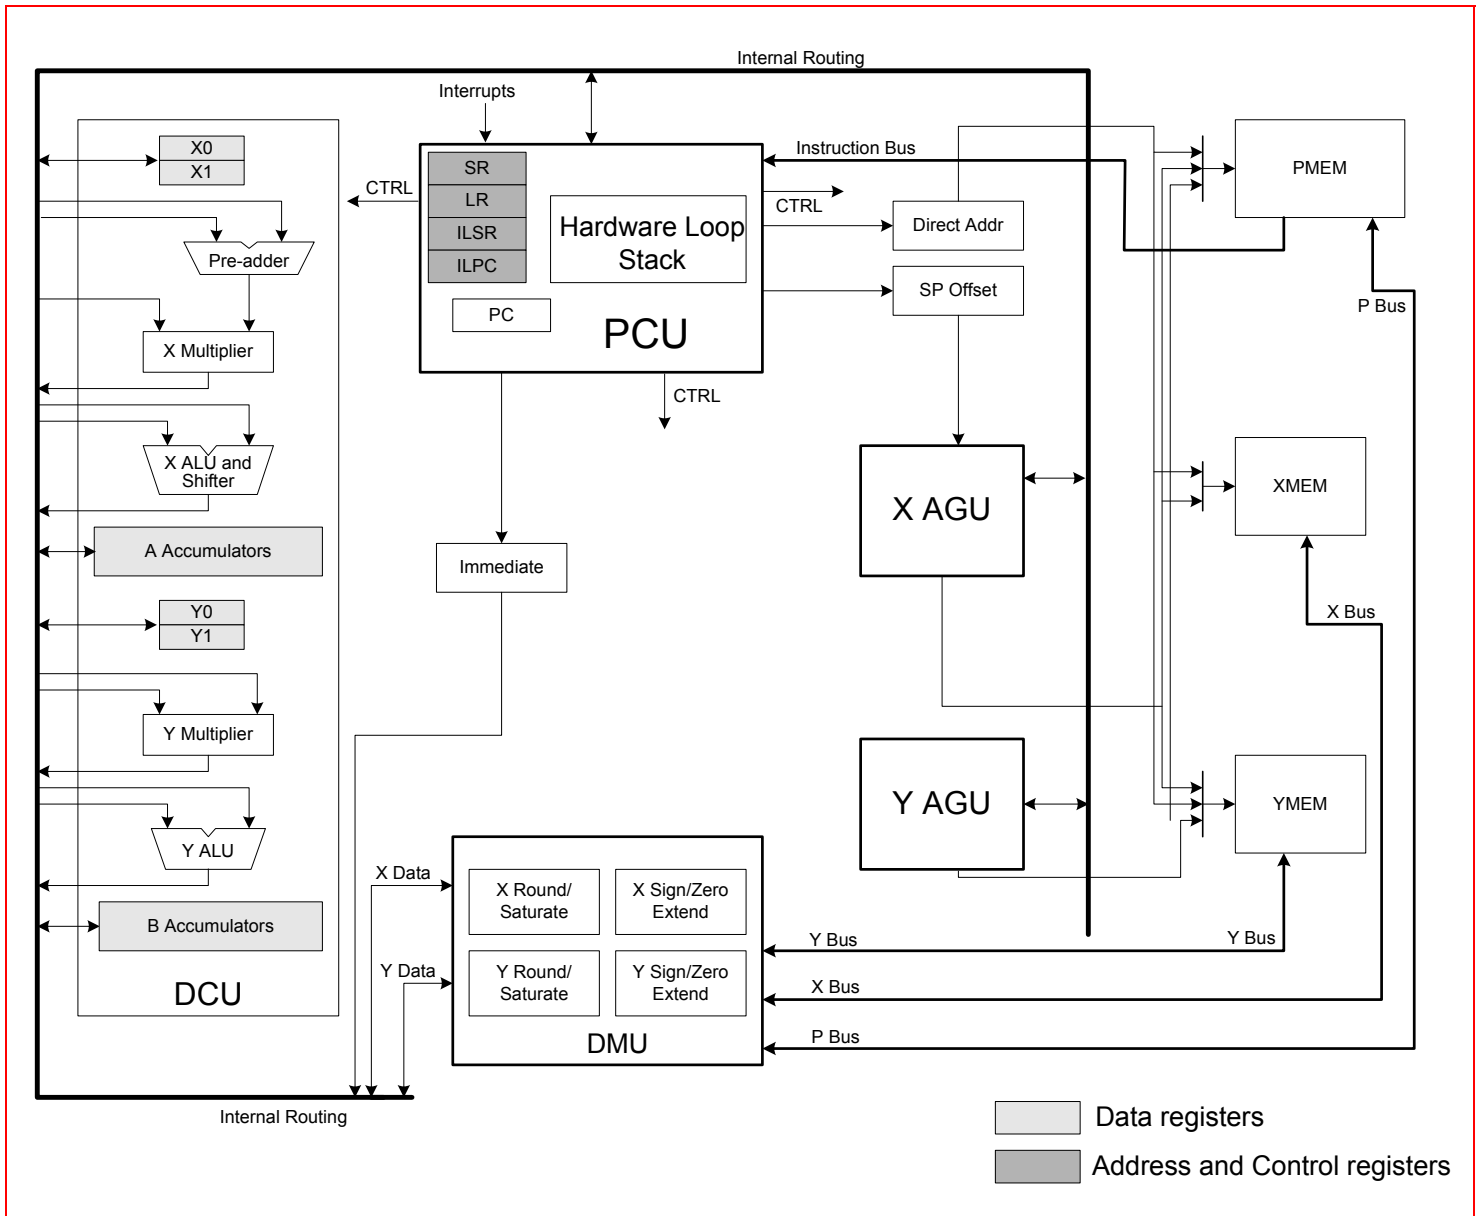 Internal Routing
Interrupts
X0
X1
CTRL
SR
LR
ILSR
ILPC
PC
Hardware Loop
Stack
PCU
Instruction Bus
CTRL
Direct Addr
SP Offset
CTRL
PMEM
P Bus
Pre-adder
X Multiplier
X ALU and
Shifter
A Accumulators
Immediate
X AGU
XMEM
X Bus
Y0
Y1
Y Multiplier
Y ALU
B Accumulators
DCU
Y AGU
YMEM
X Data
Y Data
X Round/
Saturate
X Sign/Zero
Extend
Y Round/
Saturate
Y Sign/Zero
Extend
DMU
Y Bus
Y Bus
X Bus
P Bus
Internal Routing
Data registers
Address and Control registers